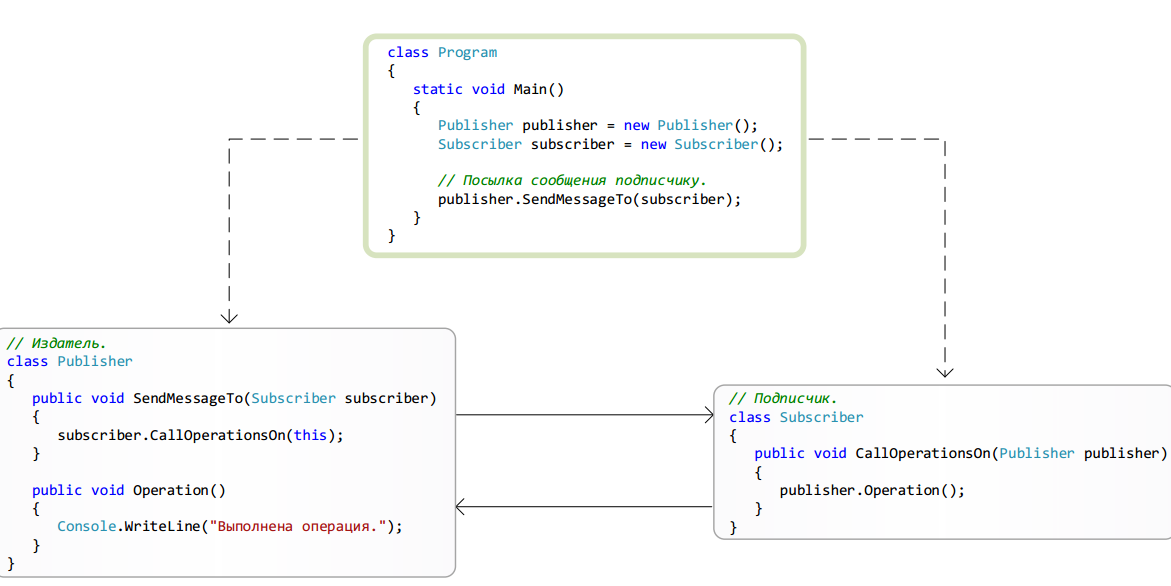 class Program
{
static void Main()
{
Publisher publisher = new Publisher();
Subscriber subscriber = new Subscriber();
// Посылка сообщения подписчику.
publisher.SendMessageTo(subscriber);
}
}
// Издатель.
class Publisher
{
public void SendMessageTo(Subscriber subscriber)
{
subscriber.CallOperationsOn(this);
}
public void Operation()
{
Console.WriteLine("Выполнена операция.");
}
}
// Подписчик.
class Subscriber
{
public void CallOperationsOn(Publisher publisher)
{
publisher.Operation();
}
}